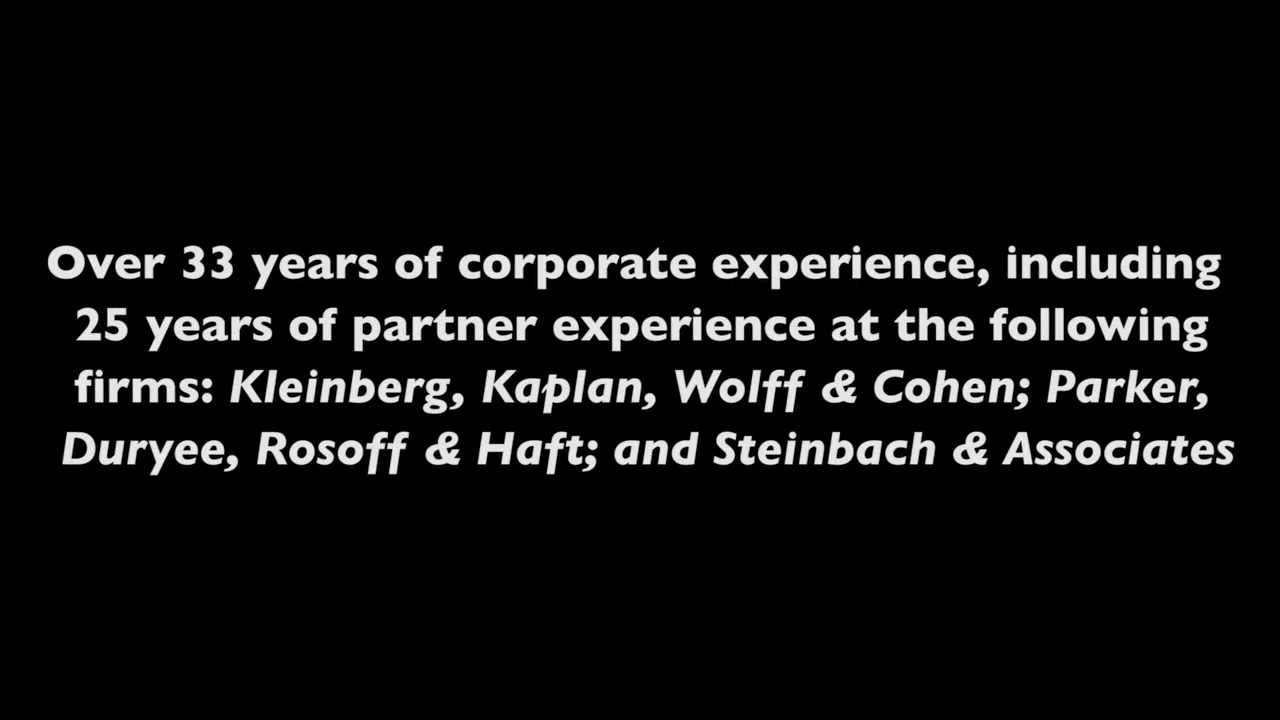 Over 33 years of corporate experience, including
25 years of partner experience at the following
firms: Kleinberg, Kaplan, Wolff & Cohen; Parker,
Duryee, Rosoff & Haft; and Steinbach & Associates